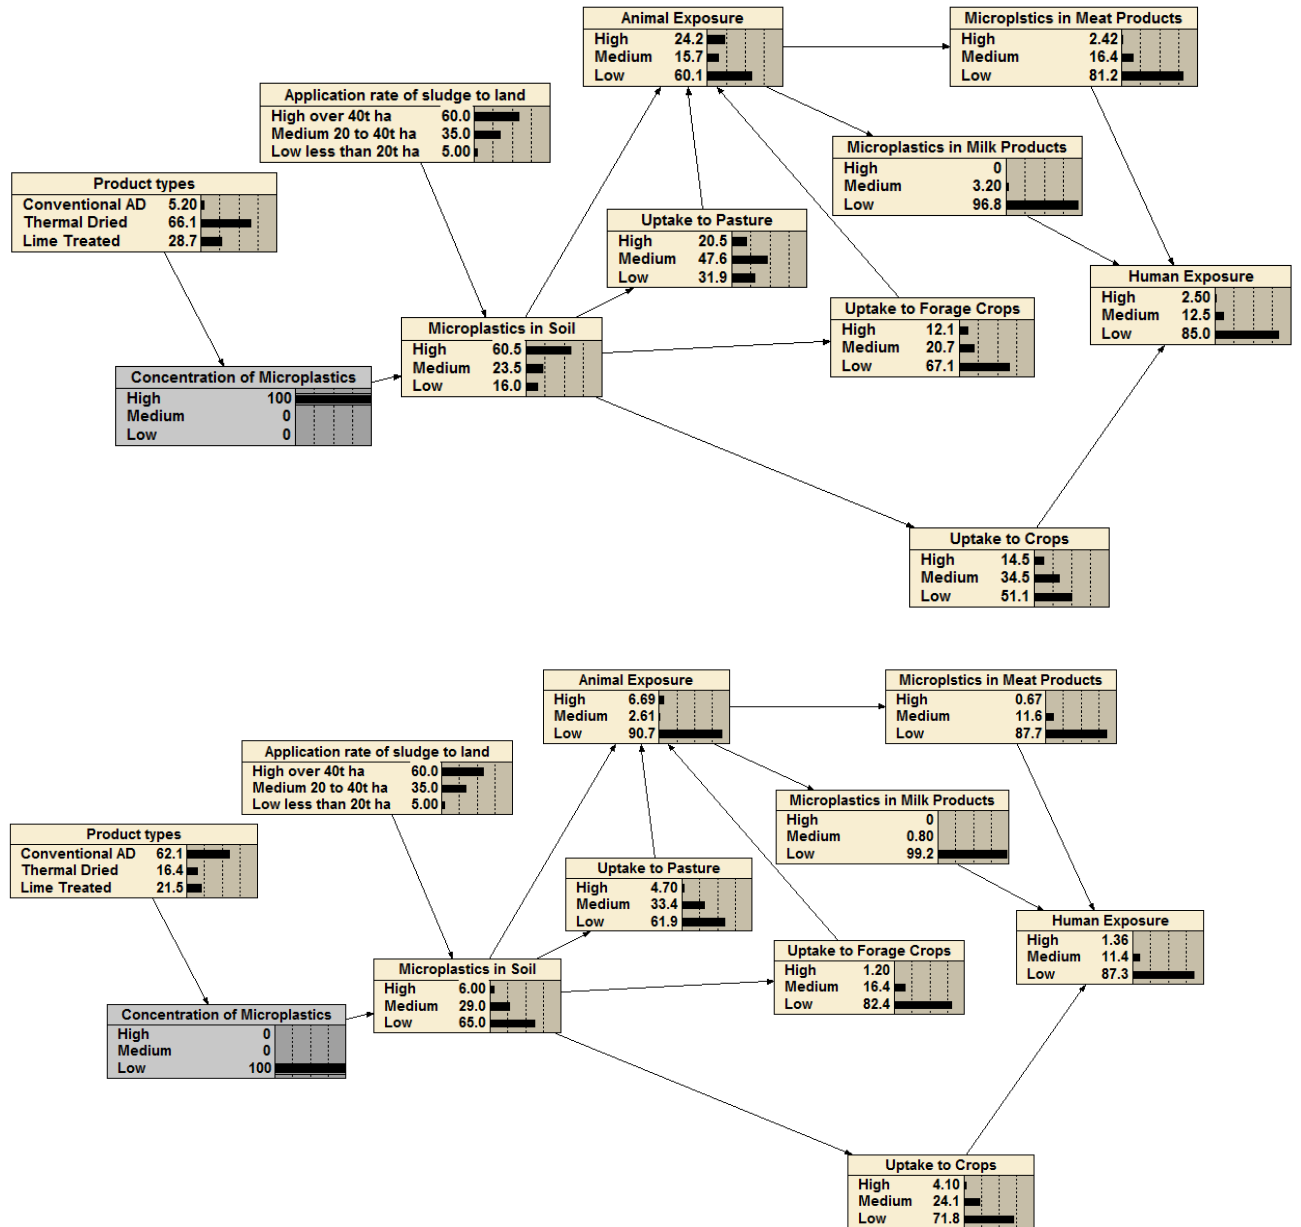 Animal Exposure
High 24.2
Medium 15.7
Low 60.1
Microplstics in Meat Products
High 2.42
Medium 16.4
Low 81.2
Application rate of sludge to land
High over 40t ha 60.0
Medium 20 to 40t ha 35.0
Low less than 20t ha 5.00
Microplastics in Milk Products
High 0
Medium 3.20
Low 96.8
Product types
Conventional AD 5.20
Thermal Dried 66.1
Lime Treated 28.7
Uptake to Pasture
High 20.5
Medium 47.6
Low 31.9
Human Exposure
High 2.50
Medium 12.5
Low 85.0
Uptake to Forage Crops
High 12.1
Medium 20.7
Low 67.1
Microplastics in Soil
High 60.5
Medium 23.5
Low 16.0
Concentration of Microplastics
High 100
Medium 0
Low 0
Uptake to Crops
High 14.5
Medium 34.5
Low 51.1
Animal Exposure
High 6.69
Medium 2.61
Low 90.7
Microplstics in Meat Products
High 0.67
Medium 11.6
Low 87.7
Application rate of sludge to land
High over 40t ha 60.0
Medium 20 to 40t ha 35.0
Low less than 20t ha 5.00
Microplastics in Milk Products
High 0
Medium 0.80
Low 99.2
Product types
Conventional AD 62.1
Thermal Dried 16.4
Lime Treated 21.5
Uptake to Pasture
High 4.70
Medium 33.4
Low 61.9
Human Exposure
High 1.36
Medium 11.4
Low 87.3
Uptake to Forage Crops
High 1.20
Medium 16.4
Low 82.4
Microplastics in Soil
High 6.00
Medium 29.0
Low 65.0
Concentration of Microplastics
High 0
Medium 0
Low 100
Uptake to Crops
High 4.10
Medium 24.1
Low 71.8